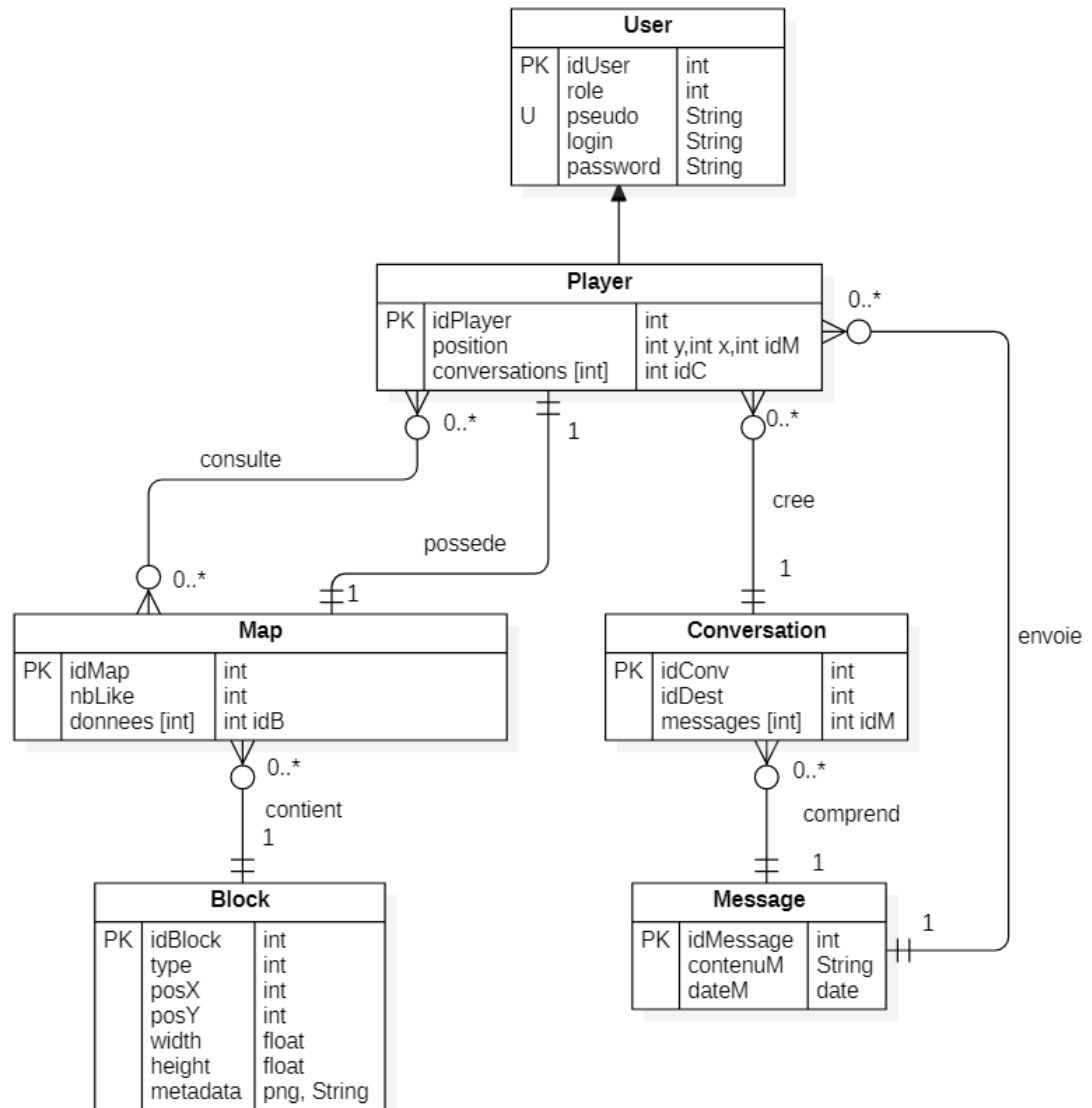 User
PK idUser int
role int
U pseudo String
login String
password String
Player
PK idPlayer int
position int y,int x,int idM
conversations [int] int idC
0..*
0..*
1
0..*
consulte
cree
possede
0..*
1
1
envoie
Map
PK idMap int
nbLike int
donnees [int] int idB
Conversation
PK idConv int
idDest int
messages [int] int idM
0..*
contient
1
0..*
comprend
1
Block
PK idBlock int
type int
posX int
posY int
width float
height float
metadata png, String
Message
PK idMessage int
contenuM String
dateM date
1